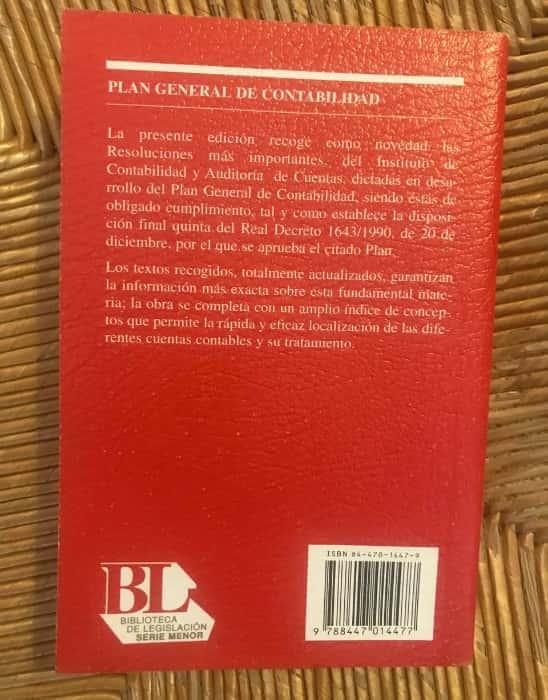 PLAN GENERAL DE CONTABILIDAD
La presente edición recoge como novedad las
Resoluciones más importantes, del Instituto de
Contabilidad y Auditoría de Cuentas, dictadas en desa-
rrollo del Plan General de Contabilidad, siendo éstas de
obligado cumplimiento, tal y como establece la disposi-
ción final quinta del Real Decreto 1643/1990, de 20 de
diciembre, por el que se aprueba el citado Plan.
Los textos recogidos, totalmente actualizados, garantizan
la información más exacta sobre esta fundamental mate-
ria; la obra se completa con un amplio índice de concep-
tos que permite la rápida y eficaz localización de las dife-
rentes cuentas contables y su tratamiento.
BL
BIBLIOTECA
DE LEGISLACIÓN
SERIE MENOR
ISBN 84-470-1447-0
9 788447 014477